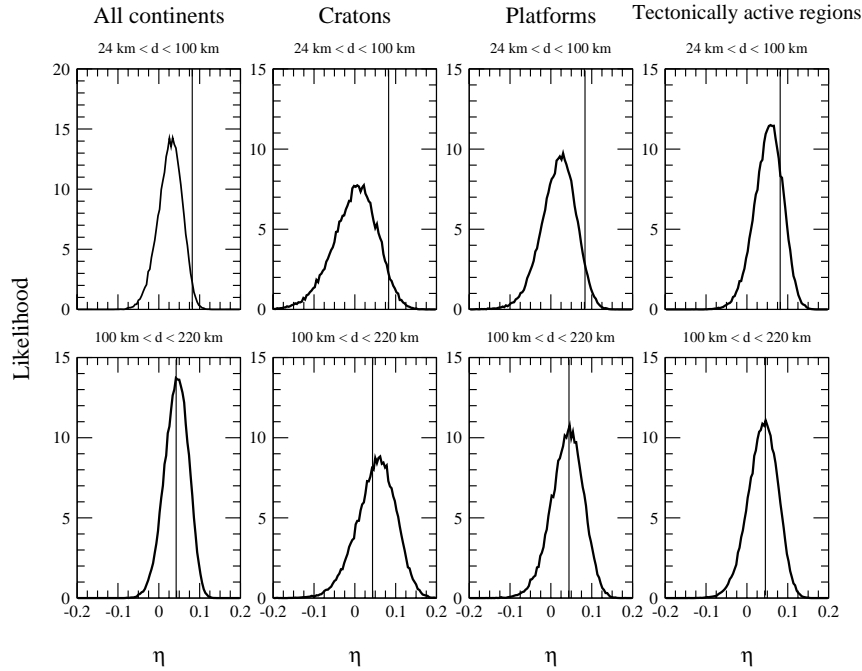 All continents Cratons Platforms Tectonically active regions
24 km < d < 100 km 24 km < d < 100 km 24 km < d < 100 km 24 km < d < 100 km
20 15 15 15
15 10 10 10
10 5 5 5
5 0 0 0
0
Likelihood
100 km < d < 220 km 100 km < d < 220 km 100 km < d < 220 km 100 km < d < 220 km
15 15 15 15
10 10 10 10
5 5 5 5
0 0 0 0
-0.2 -0.1 0 0.1 0.2 -0.2 -0.1 0 0.1 0.2 -0.2 -0.1 0 0.1 0.2 -0.2 -0.1 0 0.1 0.2
η η η η